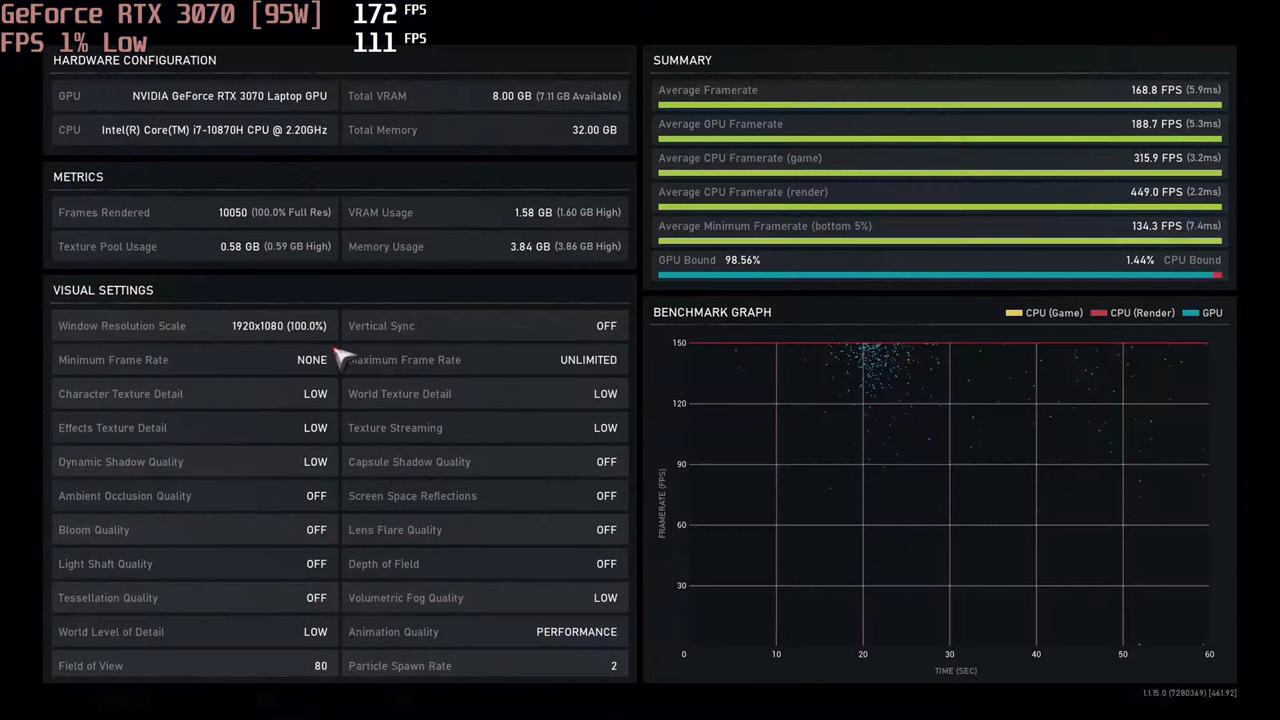 GeForce RTX 3070 [95W] 172 FPS
FPS 1% Low 111 FPS
HARDWARE CONFIGURATION
GPU NVIDIA GeForce RTX 3070 Laptop GPU Total VRAM 8.00 GB (7.11 GB Available)
CPU Intel(R) Core(TM) i7-10870H CPU @ 2.20GHz Total Memory 32.00 GB
METRICS
Frames Rendered 10050 (100.0% Full Res) VRAM Usage 1.58 GB (1.60 GB High)
Texture Pool Usage 0.58 GB (0.59 GB High) Memory Usage 3.84 GB (3.86 GB High)
VISUAL SETTINGS
Window Resolution Scale 1920x1080 (100.0%) Vertical Sync OFF
Minimum Frame Rate NONE Maximum Frame Rate UNLIMITED
Character Texture Detail LOW World Texture Detail LOW
Effects Texture Detail LOW Texture Streaming LOW
Dynamic Shadow Quality LOW Capsule Shadow Quality OFF
Ambient Occlusion Quality OFF Screen Space Reflections OFF
Bloom Quality OFF Lens Flare Quality OFF
Light Shaft Quality OFF Depth of Field OFF
Tessellation Quality OFF Volumetric Fog Quality LOW
World Level of Detail LOW Animation Quality PERFORMANCE
Field of View 80 Particle Spawn Rate 2
SUMMARY
Average Framerate 168.8 FPS (5.9ms)
Average GPU Framerate 188.7 FPS (5.3ms)
Average CPU Framerate (game) 315.9 FPS (3.2ms)
Average CPU Framerate (render) 449.0 FPS (2.2ms)
Average Minimum Framerate (bottom 5%) 134.3 FPS (7.4ms)
GPU Bound 98.56% 1.44% CPU Bound
BENCHMARK GRAPH CPU (Game) CPU (Render) GPU
150
120
90
60
30
FRAMERATE (FPS)
0 10 20 30 40 50 60
TIME (SEC)
1.1.15.0 (7280369) [461.92]